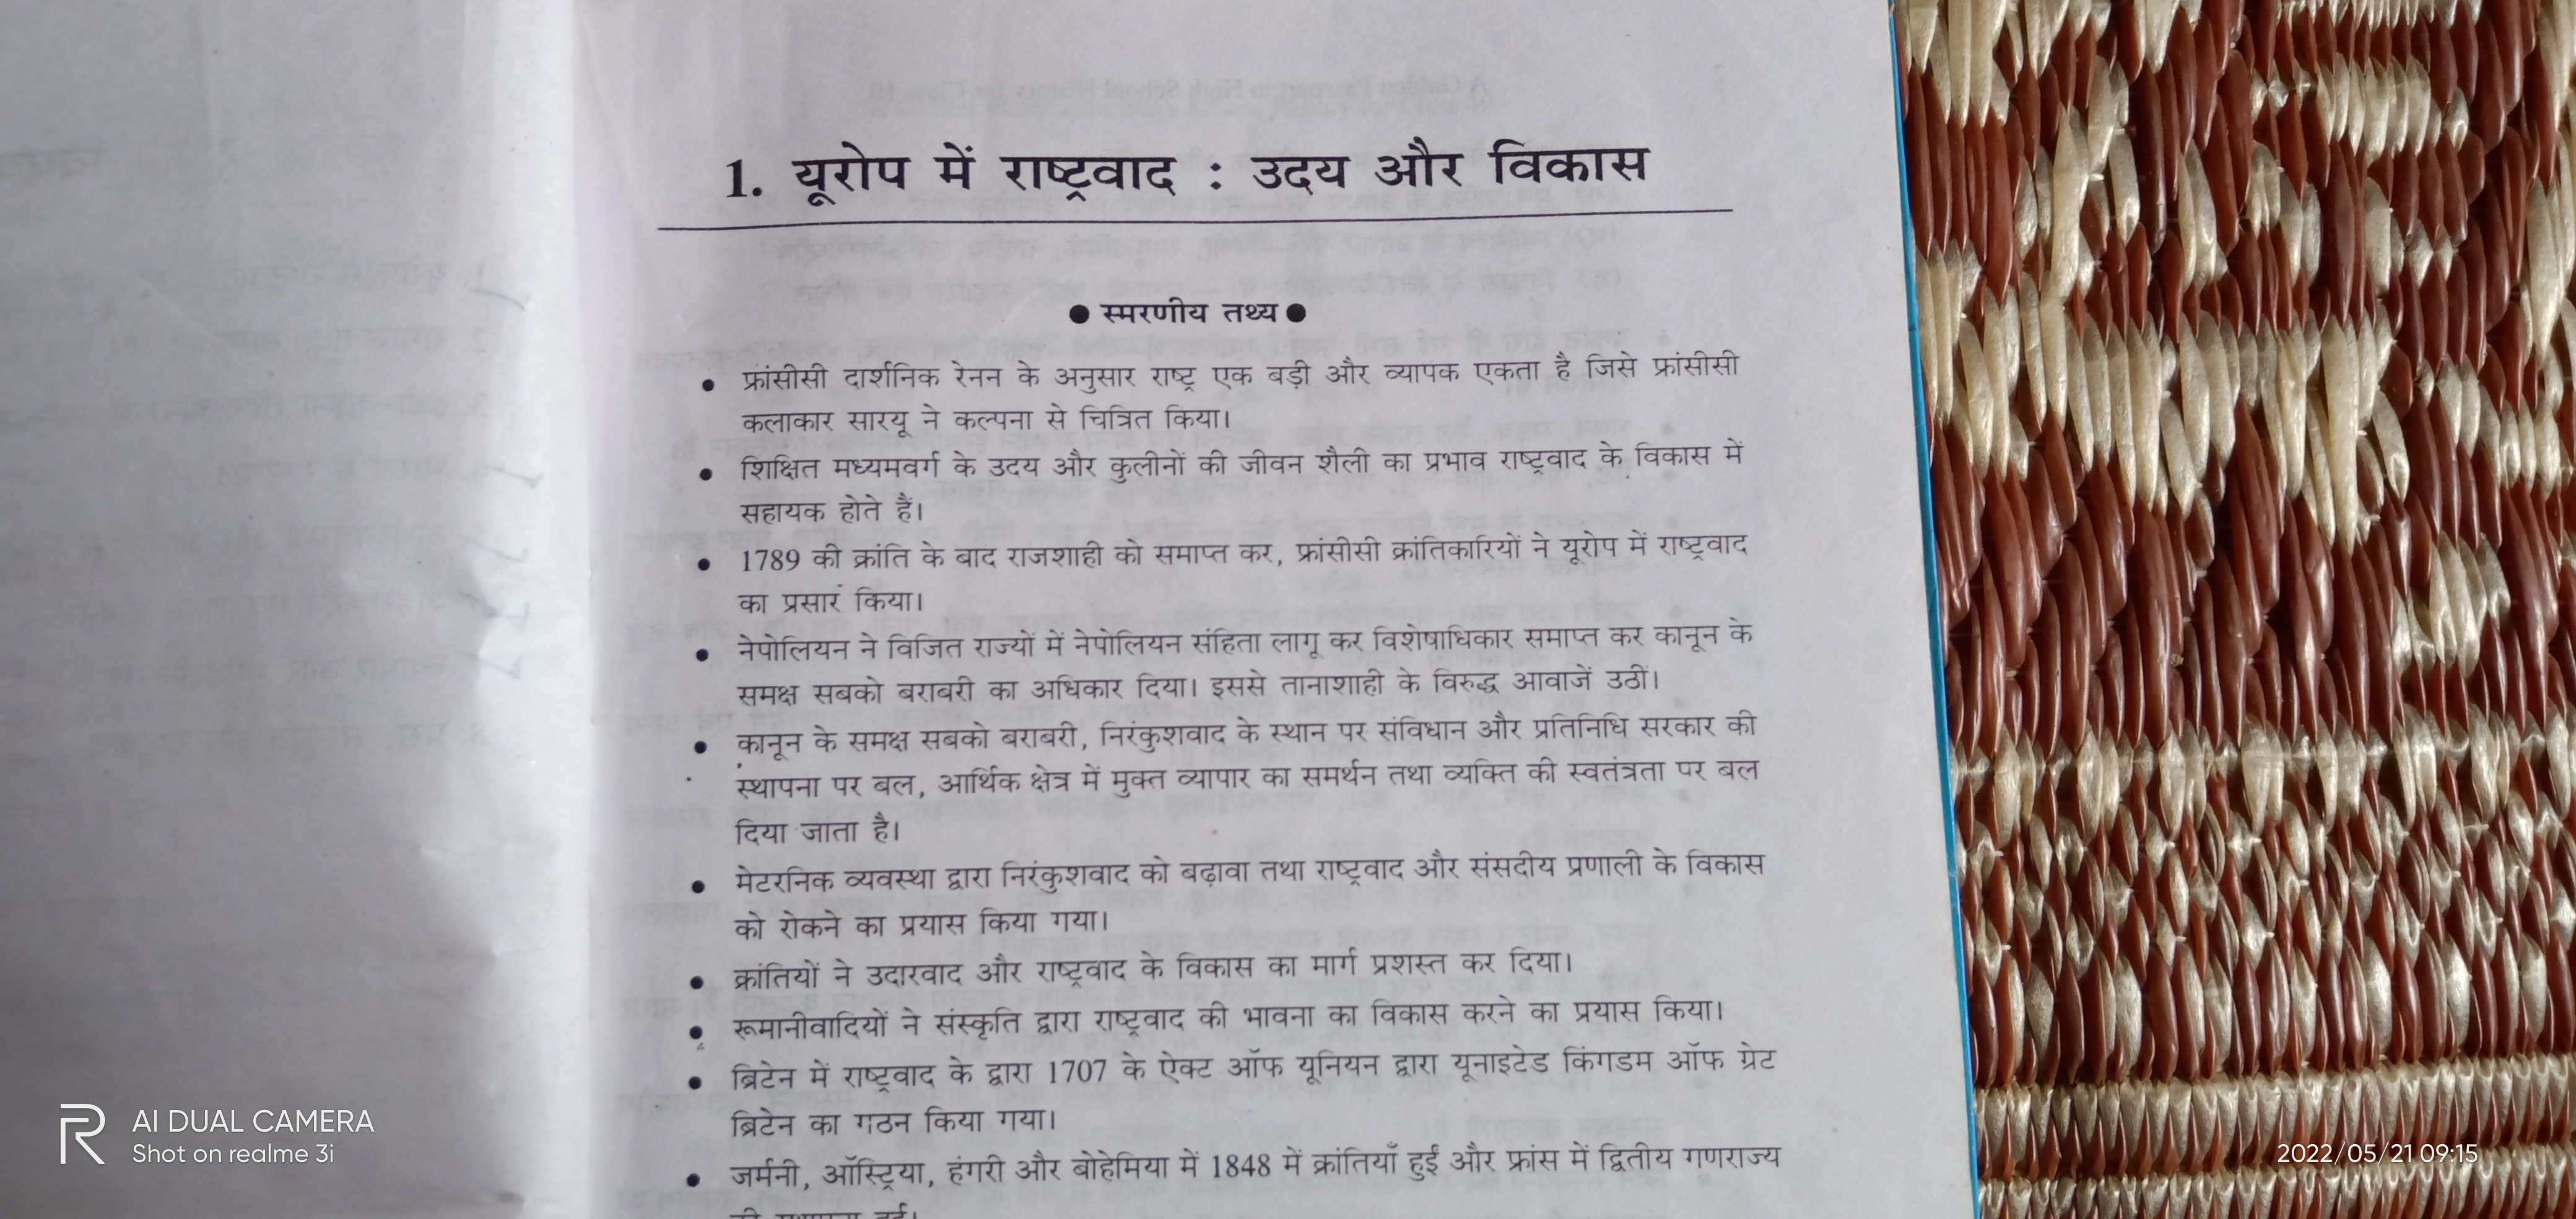 1. यूरोप में राष्ट्रवाद : उदय और विकास
● स्मरणीय तथ्य ●
● फ्रांसीसी दार्शनिक रेनन के अनुसार राष्ट्र एक बड़ी और व्यापक एकता है जिसे फ्रांसीसी
कलाकार सारयू ने कल्पना से चित्रित किया।
● शिक्षित मध्यमवर्ग के उदय और कुलीनों की जीवन शैली का प्रभाव राष्ट्रवाद के विकास में
सहायक होते हैं।
● 1789 की क्रांति के बाद राजशाही को समाप्त कर, फ्रांसीसी क्रांतिकारियों ने यूरोप में राष्ट्रवाद
का प्रसार किया।
● नेपोलियन ने विजित राज्यों में नेपोलियन संहिता लागू कर विशेषाधिकार समाप्त कर कानून के
समक्ष सबको बराबरी का अधिकार दिया। इससे तानाशाही के विरुद्ध आवाजें उठीं।
● कानून के समक्ष सबको बराबरी, निरंकुशवाद के स्थान पर संविधान और प्रतिनिधि सरकार की
स्थापना पर बल, आर्थिक क्षेत्र में मुक्त व्यापार का समर्थन तथा व्यक्ति की स्वतंत्रता पर बल
दिया जाता है।
● मेटरनिक व्यवस्था द्वारा निरंकुशवाद को बढ़ावा तथा राष्ट्रवाद और संसदीय प्रणाली के विकास
को रोकने का प्रयास किया गया।
● क्रांतियों ने उदारवाद और राष्ट्रवाद के विकास का मार्ग प्रशस्त कर दिया।
● रूमानीवादियों ने संस्कृति द्वारा राष्ट्रवाद की भावना का विकास करने का प्रयास किया।
● ब्रिटेन में राष्ट्रवाद के द्वारा 1707 के ऐक्ट ऑफ यूनियन द्वारा यूनाइटेड किंगडम ऑफ ग्रेट
ब्रिटेन का गठन किया गया।
● जर्मनी, ऑस्ट्रिया, हंगरी और बोहेमिया में 1848 में क्रांतियाँ हुईं और फ्रांस में द्वितीय गणराज्य
R AI DUAL CAMERA
Shot on realme 3i
2022/05/21 09:15